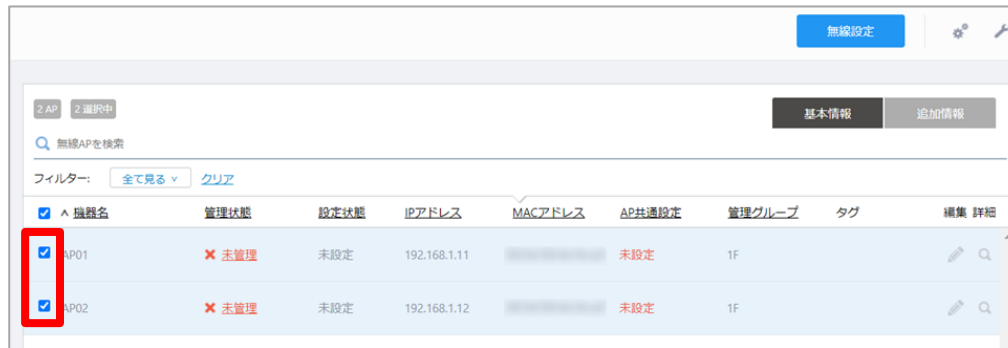 無線設定
2 AP 2 選択中
基本情報 追加情報
無線APを検索
フィルター: 全て見る ∨ クリア
∧ 機器名 管理状態 設定状態 IPアドレス MACアドレス AP共通設定 管理グループ タグ 編集 詳細
AP01 ✖ 未管理 未設定 192.168.1.11 未設定 1F
AP02 ✖ 未管理 未設定 192.168.1.12 未設定 1F